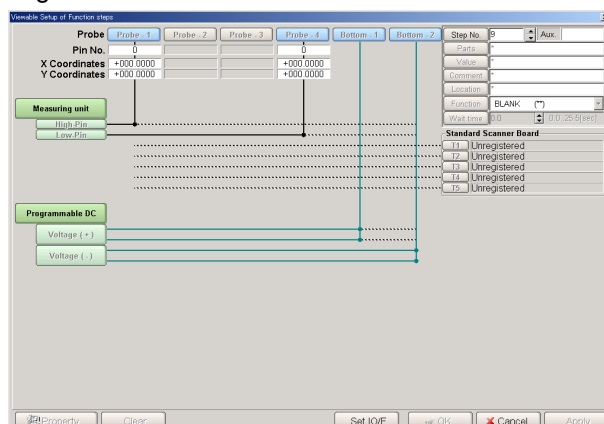 Viewable Setup of Function steps
Probe Probe - 1 Probe - 2 Probe - 3 Probe - 4 Bottom - 1 Bottom - 2
Pin No. 0 0
X Coordinates +000.0000 +000.0000
Y Coordinates +000.0000 +000.0000
Step No. 9 Aux.
Parts *
Value *
Comment *
Location *
Function BLANK (**)
Wait time 0.0 0.0..25.5[sec]
Measuring unit
High-Pin
Low-Pin
Standard Scanner Board
T1 Unregistered
T2 Unregistered
T3 Unregistered
T4 Unregistered
T5 Unregistered
Programmable DC
Voltage ( + )
Voltage ( - )
Property Clear Set IO/F OK Cancel Apply